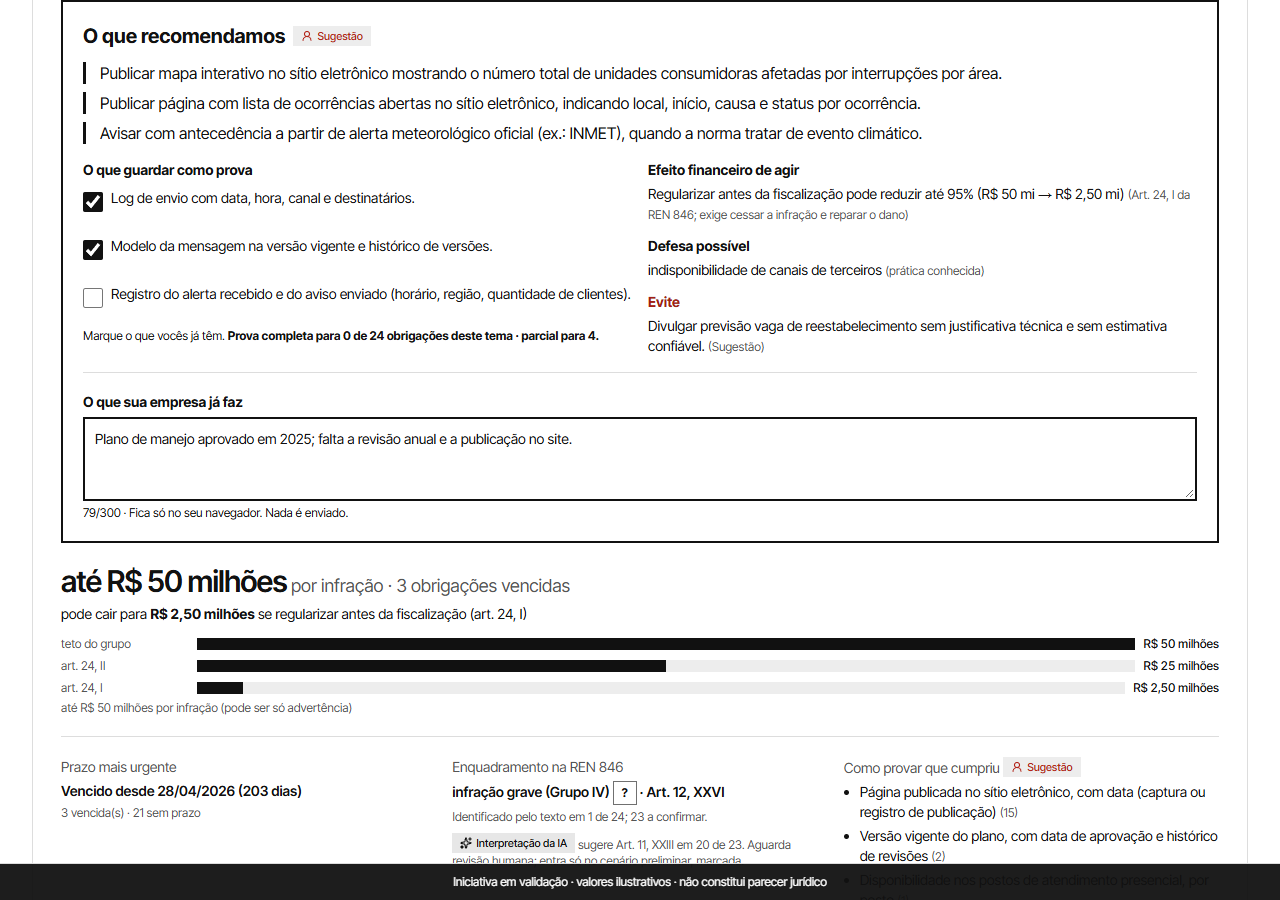 O que recomendamos Sugestão
Publicar mapa interativo no sítio eletrônico mostrando o número total de unidades consumidoras afetadas por interrupções por área.
Publicar página com lista de ocorrências abertas no sítio eletrônico, indicando local, início, causa e status por ocorrência.
Avisar com antecedência a partir de alerta meteorológico oficial (ex.: INMET), quando a norma tratar de evento climático.
O que guardar como prova
Log de envio com data, hora, canal e destinatários.
Modelo da mensagem na versão vigente e histórico de versões.
Registro do alerta recebido e do aviso enviado (horário, região, quantidade de clientes).
Marque o que vocês já têm. Prova completa para 0 de 24 obrigações deste tema · parcial para 4.
Efeito financeiro de agir
Regularizar antes da fiscalização pode reduzir até 95% (R$ 50 mi → R$ 2,50 mi) (Art. 24, I da
REN 846; exige cessar a infração e reparar o dano)
Defesa possível
indisponibilidade de canais de terceiros (prática conhecida)
Evite
Divulgar previsão vaga de reestabelecimento sem justificativa técnica e sem estimativa
confiável. (Sugestão)
O que sua empresa já faz
Plano de manejo aprovado em 2025; falta a revisão anual e a publicação no site.
79/300 · Fica só no seu navegador. Nada é enviado.
até R$ 50 milhões por infração · 3 obrigações vencidas
pode cair para R$ 2,50 milhões se regularizar antes da fiscalização (art. 24, I)
teto do grupo R$ 50 milhões
art. 24, II R$ 25 milhões
art. 24, I R$ 2,50 milhões
até R$ 50 milhões por infração (pode ser só advertência)
Prazo mais urgente
Vencido desde 28/04/2026 (203 dias)
3 vencida(s) · 21 sem prazo
Enquadramento na REN 846
infração grave (Grupo IV) ? · Art. 12, XXVI
Identificado pelo texto em 1 de 24; 23 a confirmar.
Interpretação da IA sugere Art. 11, XXIII em 20 de 23. Aguarda
revisão humana; entra só no cenário preliminar, marcada
Como provar que cumpriu Sugestão
Página publicada no sítio eletrônico, com data (captura ou
registro de publicação) (15)
Versão vigente do plano, com data de aprovação e histórico
de revisões (2)
Disponibilidade nos postos de atendimento presencial, por
Iniciativa em validação · valores ilustrativos · não constitui parecer jurídico